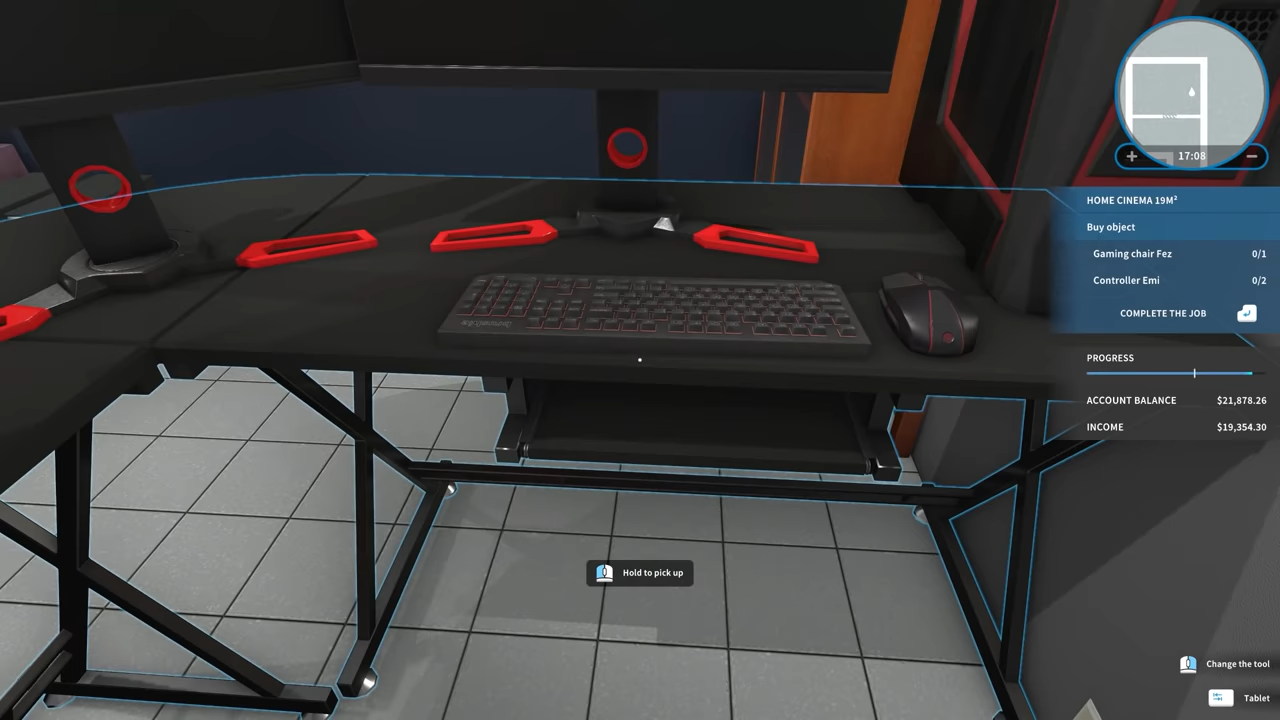 17:08
HOME CINEMA 19M²
Buy object
Gaming chair Fez 0/1
Controller Emi 0/2
COMPLETE THE JOB
PROGRESS
ACCOUNT BALANCE $21,878.26
INCOME $19,354.30
Hold to pick up
Change the tool
Tablet